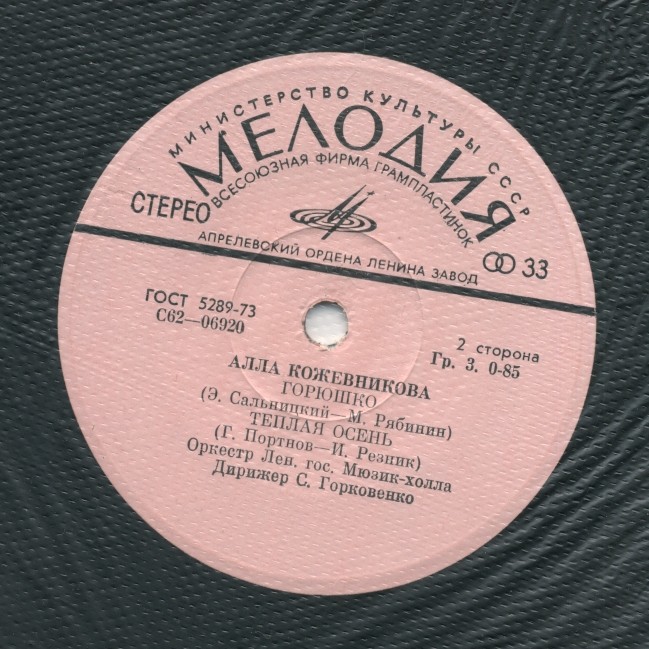 МИНИСТЕРСТВО КУЛЬТУРЫ СССР
МЕЛОДИЯ
ВСЕСОЮЗНАЯ ФИРМА ГРАМПЛАСТИНОК
СТЕРЕО
АПРЕЛЕВСКИЙ ОРДЕНА ЛЕНИНА ЗАВОД
33
ГОСТ 5289-73
С62—06920
2 сторона
Гр. 3. 0-85
АЛЛА КОЖЕВНИКОВА
ГОРЮШКО
(Э. Сальницкий—М. Рябинин)
ТЕПЛАЯ ОСЕНЬ
(Г. Портнов—И. Резник)
Оркестр Лен. гос. Мюзик-холла
Дирижер С. Горковенко